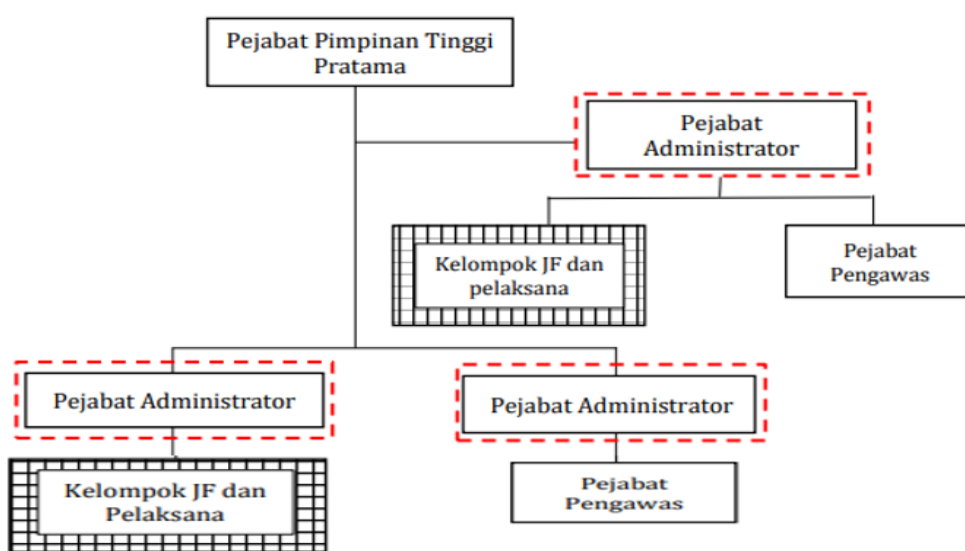 Pejabat Pimpinan Tinggi
Pratama
Pejabat
Administrator
Kelompok JF dan
pelaksana
Pejabat
Pengawas
Pejabat Administrator
Pejabat Administrator
Kelompok JF dan
Pelaksana
Pejabat
Pengawas